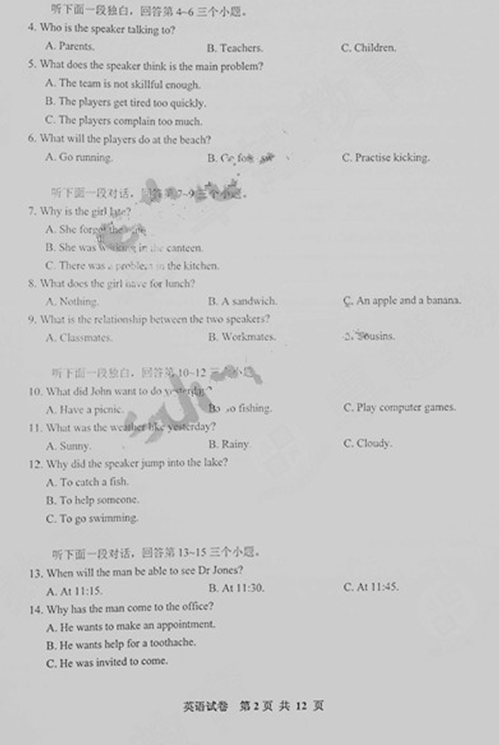 听下面一段独白，回答第4~6三个小题。
4. Who is the speaker talking to?
A. Parents. B. Teachers. C. Children.
5. What does the speaker think is the main problem?
A. The team is not skillful enough.
B. The players get tired too quickly.
C. The players complain too much.
6. What will the players do at the beach?
A. Go running. B. for C. Practise kicking.
听下面一段对话，回答第7~9三个小题。
7. Why is the girl late?
A. She forgot the
B. She was working in the canteen.
C. There was a problem in the kitchen.
8. What does the girl have for lunch?
A. Nothing. B. A sandwich. C. An apple and a banana.
9. What is the relationship between the two speakers?
A. Classmates. B. Workmates. C. Cousins.
听下面一段独白，回答第10~12三个小题
10. What did John want to do yesterday?
A. Have a picnic. B. Go fishing. C. Play computer games.
11. What was the weather like yesterday?
A. Sunny. B. Rainy. C. Cloudy.
12. Why did the speaker jump into the lake?
A. To catch a fish.
B. To help someone.
C. To go swimming.
听下面一段对话，回答第13~15三个小题。
13. When will the man be able to see Dr Jones?
A. At 11:15. B. At 11:30. C. At 11:45.
14. Why has the man come to the office?
A. He wants to make an appointment.
B. He wants help for a toothache.
C. He was invited to come.
英语试卷 第2页 共 12 页